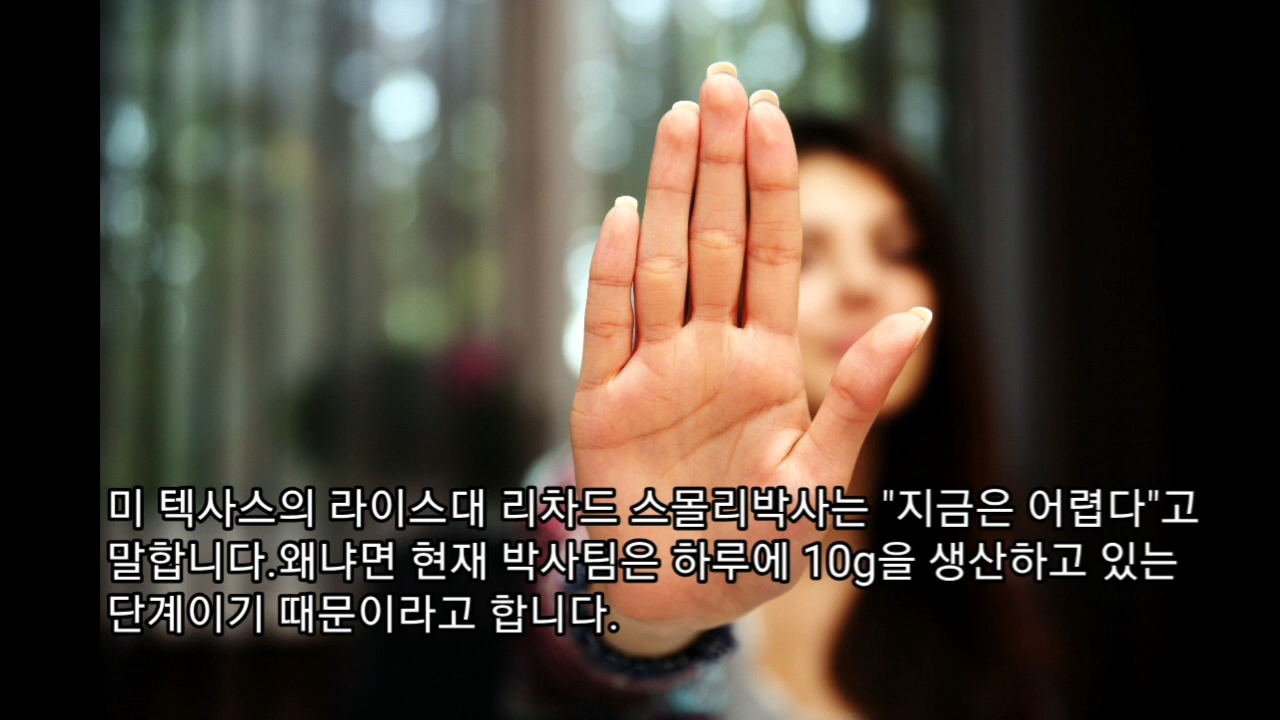 미 텍사스의 라이스대 리차드 스몰리박사는 "지금은 어렵다"고
말합니다.왜냐면 현재 박사팀은 하루에 10g을 생산하고 있는
단계이기 때문이라고 합니다.